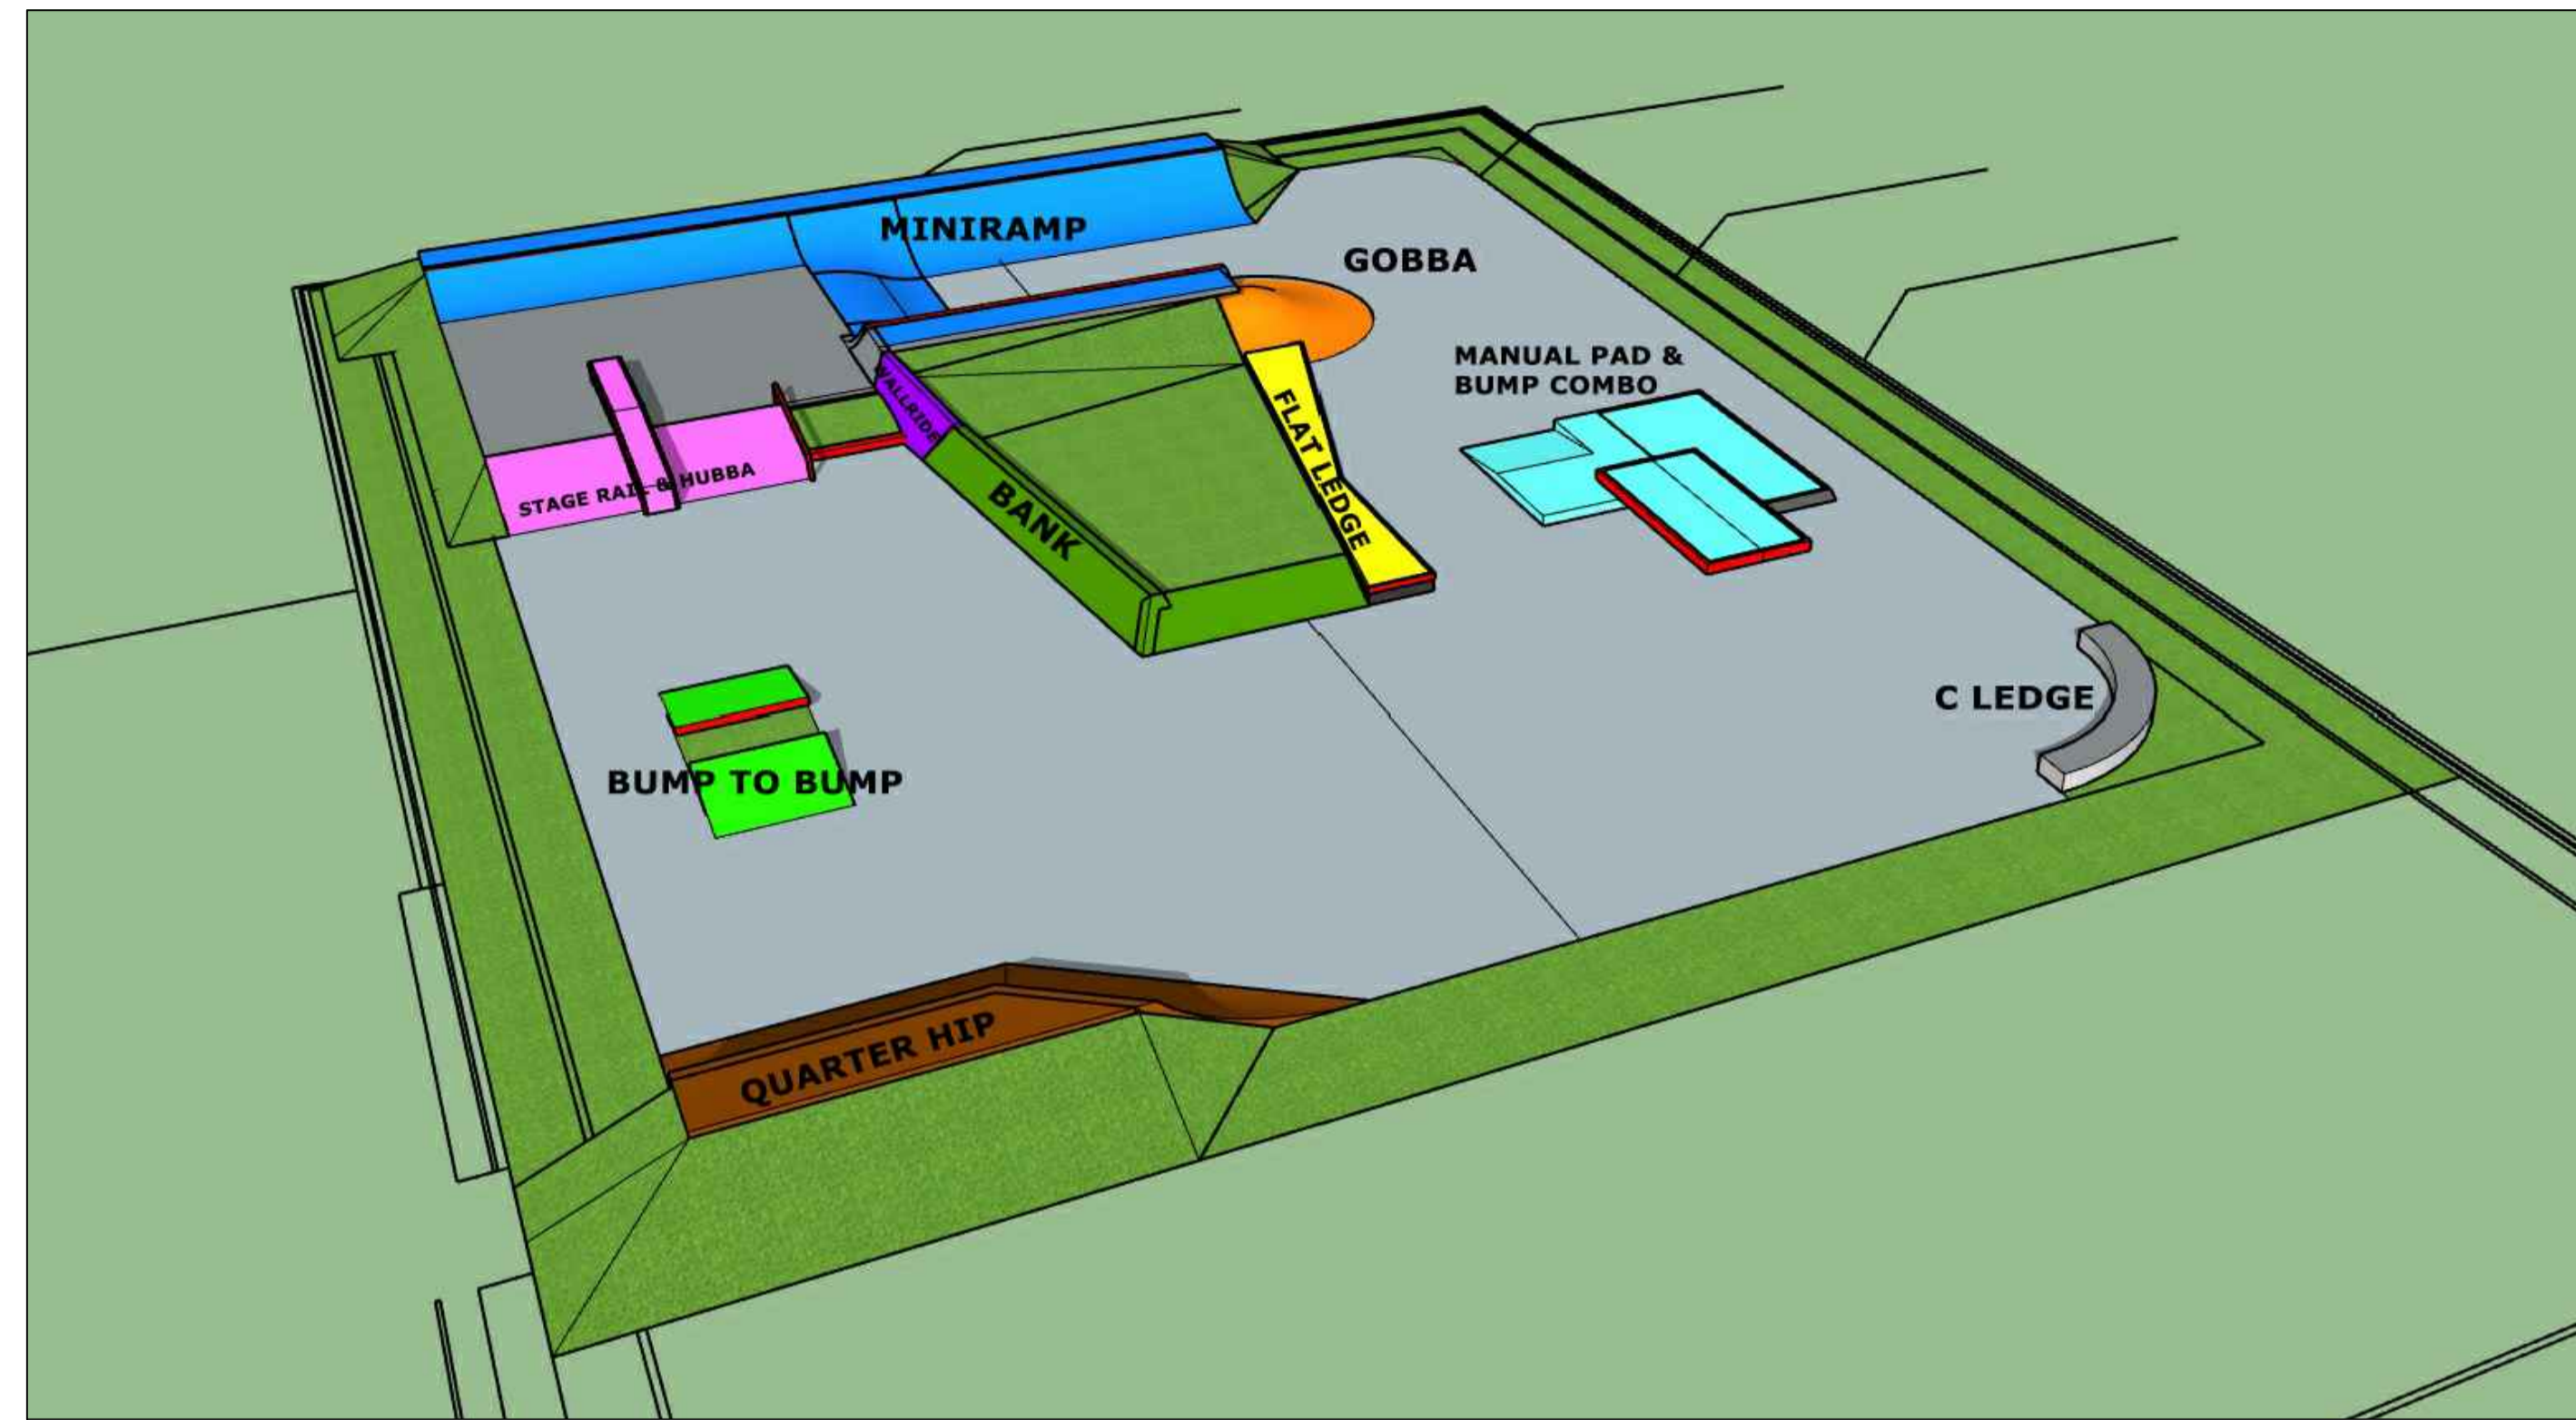 MINIRAMP
GOBBA
MANUAL PAD &
BUMP COMBO
WALLRIDE
FLAT LEDGE
STAGE RAIL & HUBBA
BANK
C LEDGE
BUMP TO BUMP
QUARTER HIP